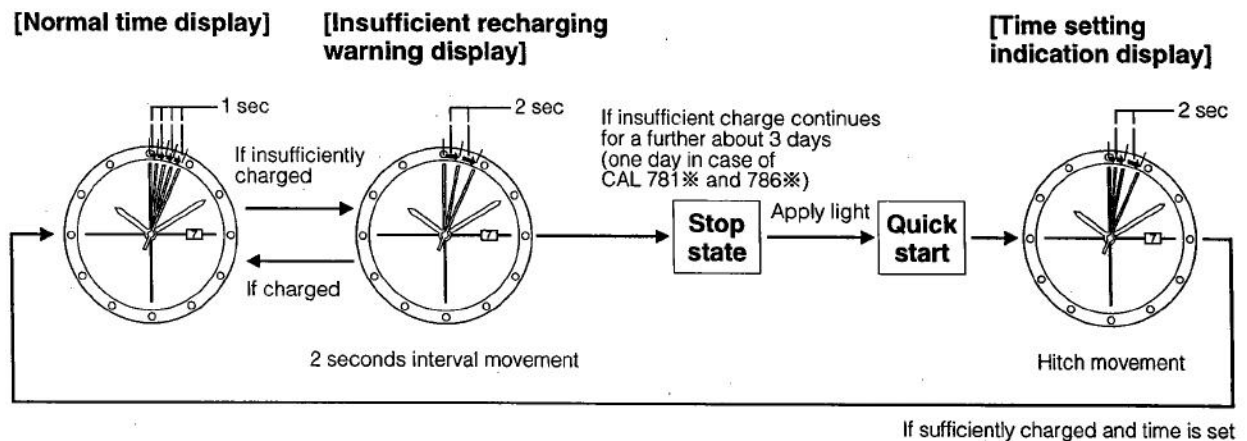 [Normal time display]
[Insufficient recharging
warning display]
[Time setting
indication display]
1 sec
2 sec
If insufficiently
charged
If charged
7
7
If insufficient charge continues
for a further about 3 days
(one day in case of
CAL 781※ and 786※)
Stop
state
Apply light
Quick
start
2 sec
7
2 seconds interval movement
Hitch movement
If sufficiently charged and time is set